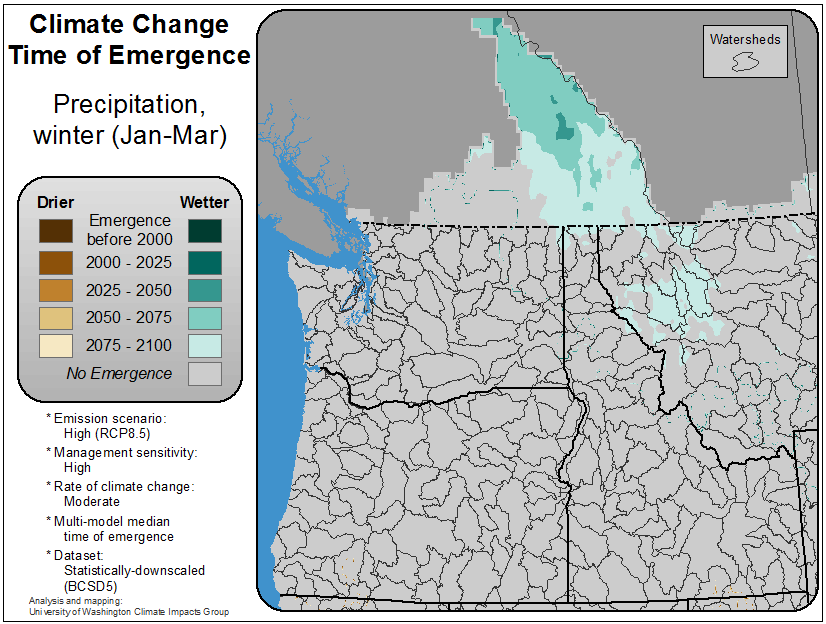 Climate Change
Time of Emergence
Precipitation,
winter (Jan-Mar)
Drier
Wetter
Emergence
before 2000
2000 - 2025
2025 - 2050
2050 - 2075
2075 - 2100
No Emergence
* Emission scenario:
High (RCP8.5)
* Management sensitivity:
High
* Rate of climate change:
Moderate
* Multi-model median
time of emergence
* Dataset:
Statistically-downscaled
(BCSD5)
Analysis and mapping:
University of Washington Climate Impacts Group
Watersheds